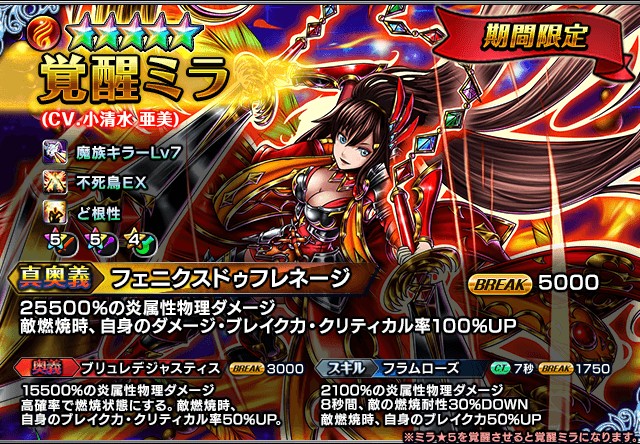 期間限定
覚醒ミラ
(CV.小清水 亜美)
魔族キラーLv7
不死鳥EX
ど根性
5 5 4
真奥義 フェニクスドゥフレネージ BREAK 5000
25500%の炎属性物理ダメージ
敵燃焼時、自身のダメージ・ブレイク力・クリティカル率100%UP
奥義 ブリュレデジャスティス BREAK 3000
15500%の炎属性物理ダメージ
高確率で燃焼状態にする。敵燃焼時、
自身のブレイク力・クリティカル率50%UP。
スキル フラムローズ CT 7秒 BREAK 1750
2100%の炎属性物理ダメージ
8秒間、敵の燃焼耐性30%DOWN
敵燃焼時、自身のブレイク力50%UP
※ミラ★5を覚醒させると覚醒ミラになります。